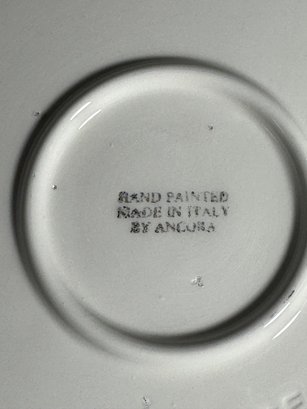 HAND PAINTED
MADE IN ITALY
BY ANCORA